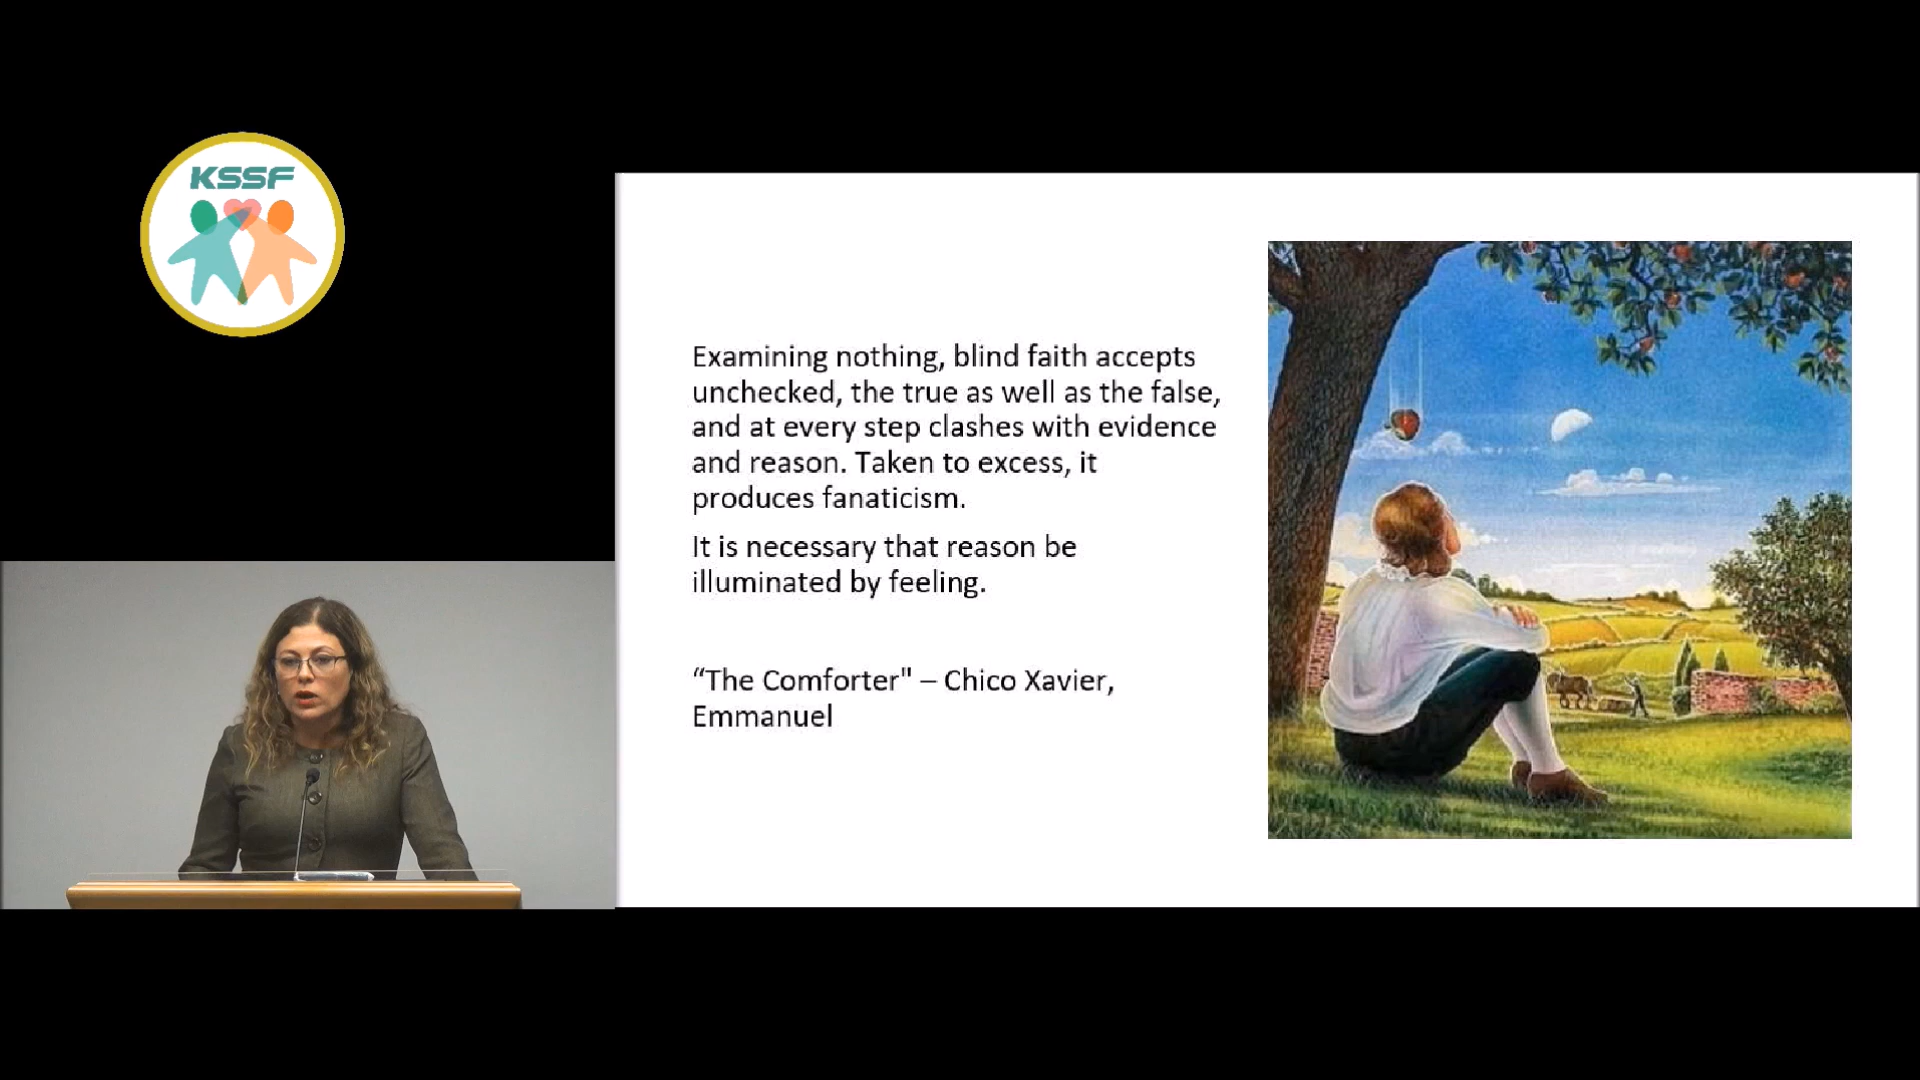 KSSF
Examining nothing, blind faith accepts
unchecked, the true as well as the false,
and at every step clashes with evidence
and reason. Taken to excess, it
produces fanaticism.
It is necessary that reason be
illuminated by feeling.
“The Comforter" – Chico Xavier,
Emmanuel